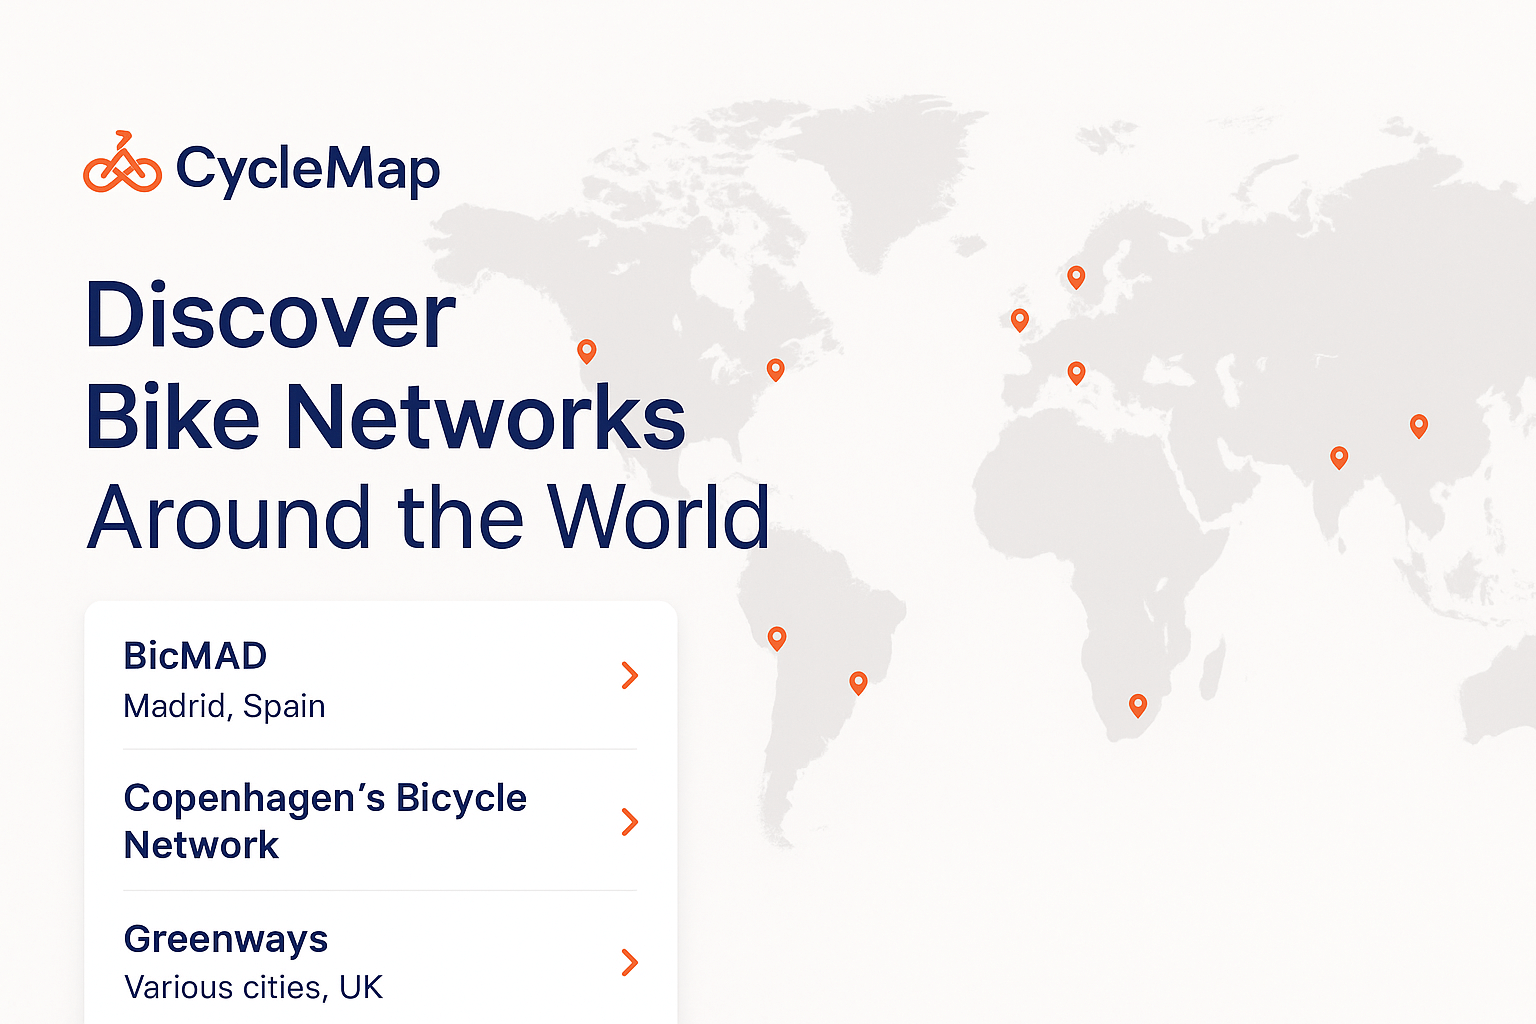 CycleMap
Discover
Bike Networks
Around the World
BicMAD
Madrid, Spain
Copenhagen’s Bicycle
Network
Greenways
Various cities, UK